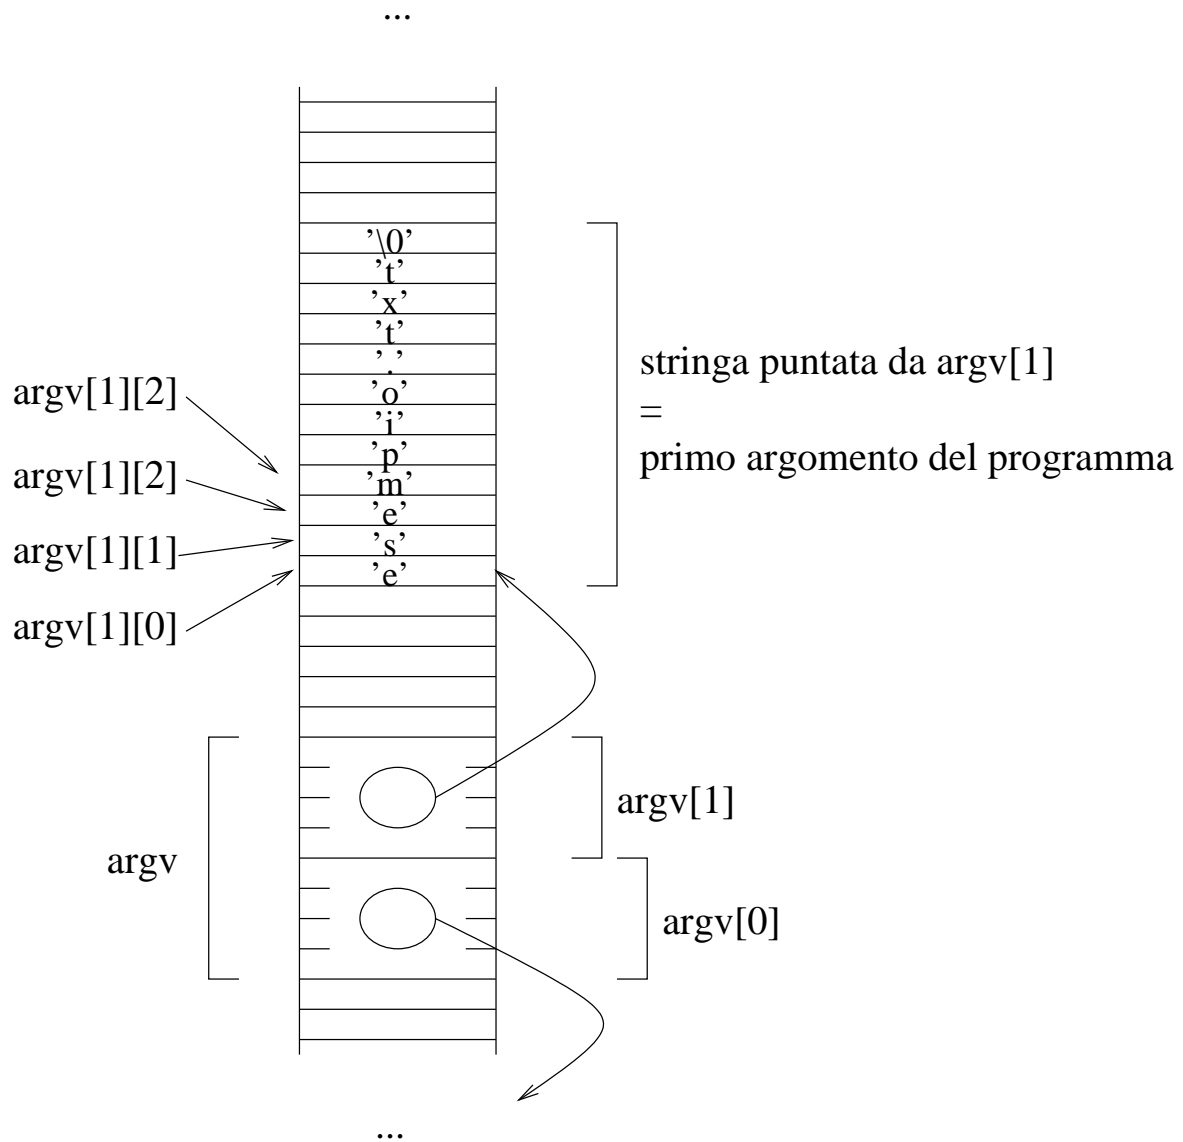 ...
'\0'
't'
'x'
't'
'.'
'o'
'i'
'p'
'm'
'e'
's'
'e'
argv[1][2]
argv[1][2]
argv[1][1]
argv[1][0]
stringa puntata da argv[1]
=
primo argomento del programma
argv
argv[1]
argv[0]
...